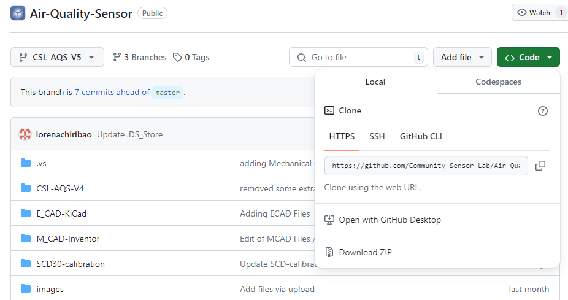 Air-Quality-Sensor Public
Watch 1
CSL-AQS-V5 3 Branches 0 Tags Go to file t Add file Code
This branch is 7 commits ahead of master.
Local Codespaces
Clone
HTTPS SSH GitHub CLI
https://github.com/Community-Sensor-Lab/Air-Qua
Clone using the web URL.
Open with GitHub Desktop
Download ZIP
lorenachiribao Update .DS_Store
.vs adding Mechanical
CSL-AQS-V4 removed some extra
E_CAD-KiCad Adding ECAD Files
M_CAD-Inventor Edit of MCAD Files
SCD30-calibration Update SCD-calibra
images Add files via upload last month